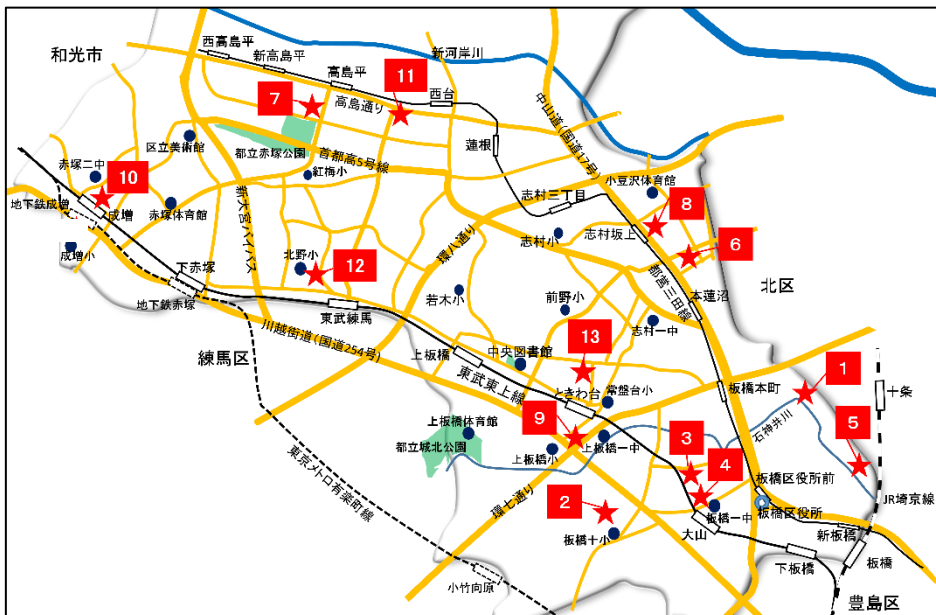 和光市
西高島平
新高島平
高島平
新河岸川
11
7
高島通り
西台
中山道(国道17号)
区立美術館
都立赤塚公園
首都高5号線
蓮根
赤塚二中
紅梅小
小豆沢体育館
10
地下鉄成増
成増
赤塚体育館
新大宮バイパス
志村三丁目
8
志村小
志村坂上
成増小
環八通り
6
北野小
12
都営三田線
下赤塚
本蓮沼
北区
地下鉄赤塚
東武練馬
若木小
前野小
志村一中
川越街道(国道254号)
練馬区
上板橋
中央図書館
13
1
東武東上線
ときわ台
常盤台小
板橋本町
十条
石神井川
上板橋体育館
都立城北公園
9
上板橋小
上板橋一中
3
5
東京メトロ有楽町線
4
板橋区役所前
環七通り
2
板橋一中
板橋区役所
JR埼京線
板橋十小
大山
新板橋
下板橋
板橋
小竹向原
豊島区